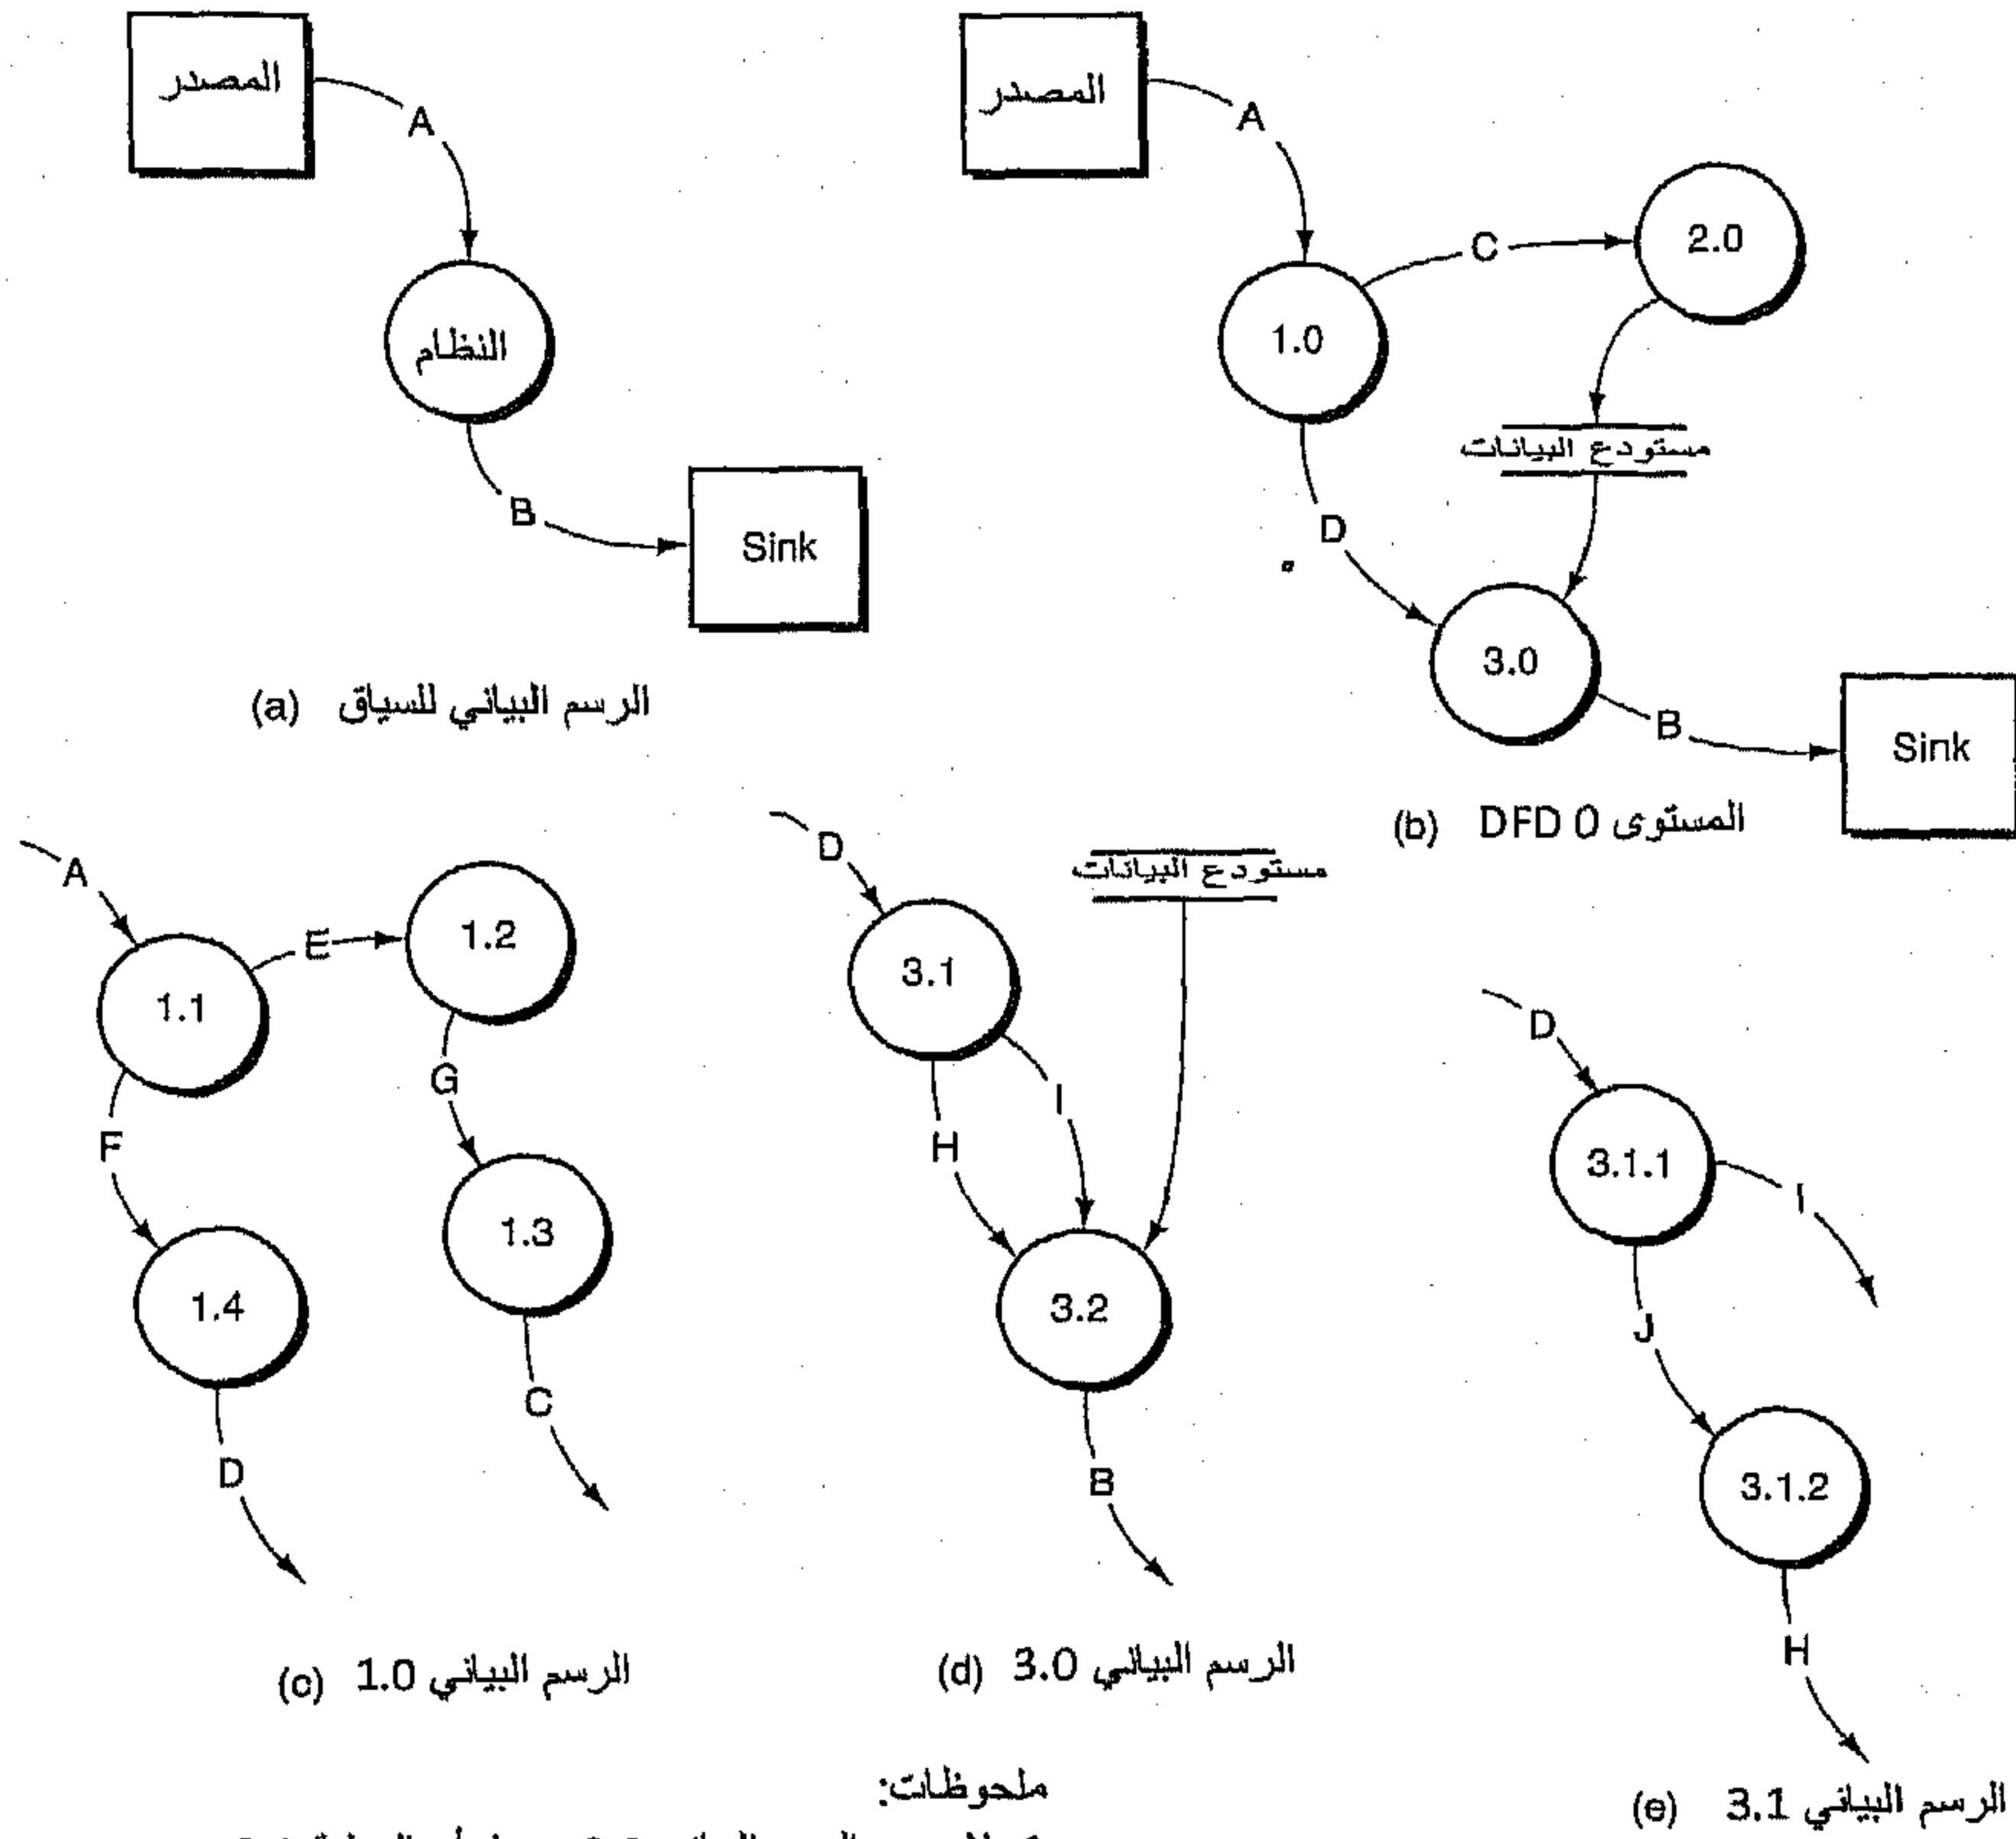 المصدر
A
النظام
B
Sink
(a) الرسم البياني للسياق
المصدر
A
C
2.0
1.0
مستودع البيانات
D
3.0
B
Sink
(b) المستوى 0 DFD
A
1.1
E
1.2
G
F
1.3
1.4
C
D
(c) الرسم البياني 1.0
D
مستودع البيانات
3.1
I
H
3.2
B
(d) الرسم البياني 3.0
D
3.1.1
I
J
3.1.2
H
(e) الرسم البياني 3.1
ملحوظات: